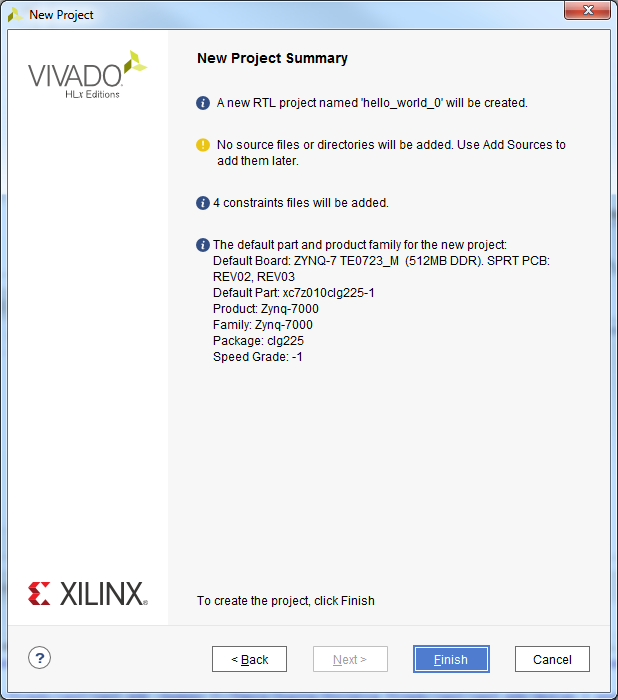 New Project
VIVADO
HLx Editions
New Project Summary
A new RTL project named 'hello_world_0' will be created.
No source files or directories will be added. Use Add Sources to
add them later.
4 constraints files will be added.
The default part and product family for the new project:
Default Board: ZYNQ-7 TE0723_M  (512MB DDR). SPRT PCB:
REV02, REV03
Default Part: xc7z010clg225-1
Product: Zynq-7000
Family: Zynq-7000
Package: clg225
Speed Grade: -1
XILINX
To create the project, click Finish
?
< Back
Next >
Finish
Cancel